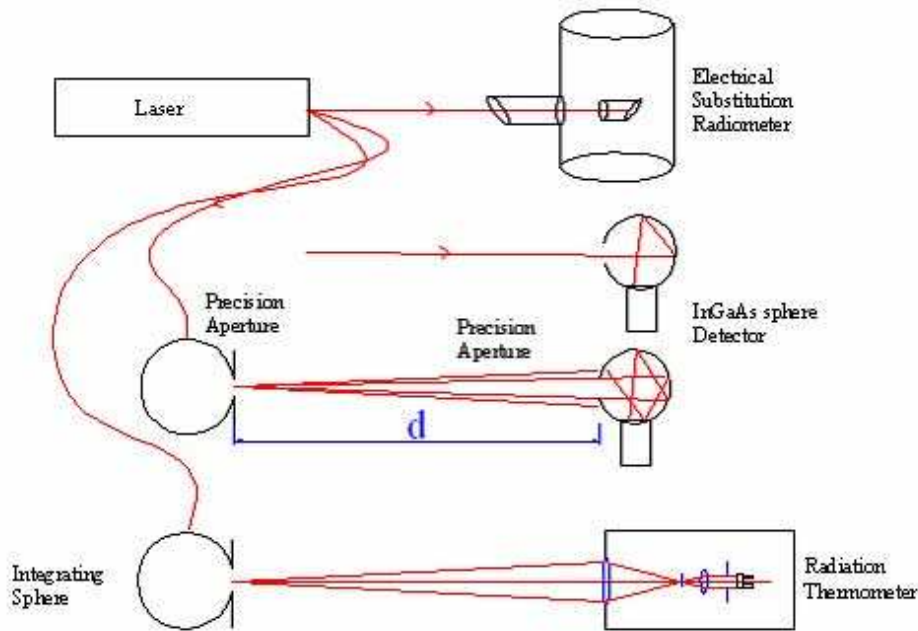 Laser
Electrical
Substitution
Radiometer
Precision
Aperture
Precision
Aperture
InGaAs sphere
Detector
d
Integrating
Sphere
Radiation
Thermometer